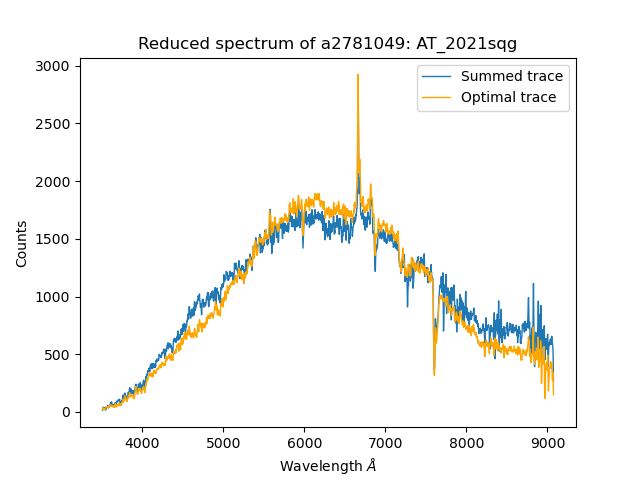 Reduced spectrum of a2781049: AT_2021sqg
Summed trace
Optimal trace
3000
2500
2000
1500
1000
500
0
Counts
4000 5000 6000 7000 8000 9000
Wavelength Å